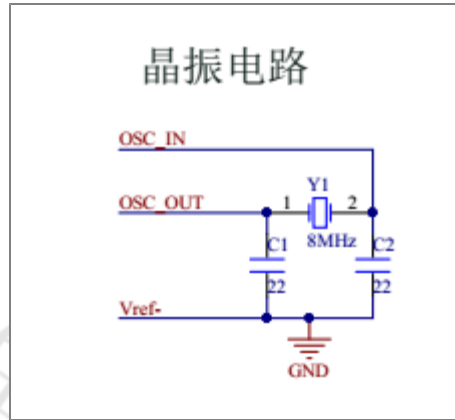 晶振电路
OSC_IN
Y1
OSC_OUT
1
2
8MHz
C1
C2
22
22
Vref-
GND